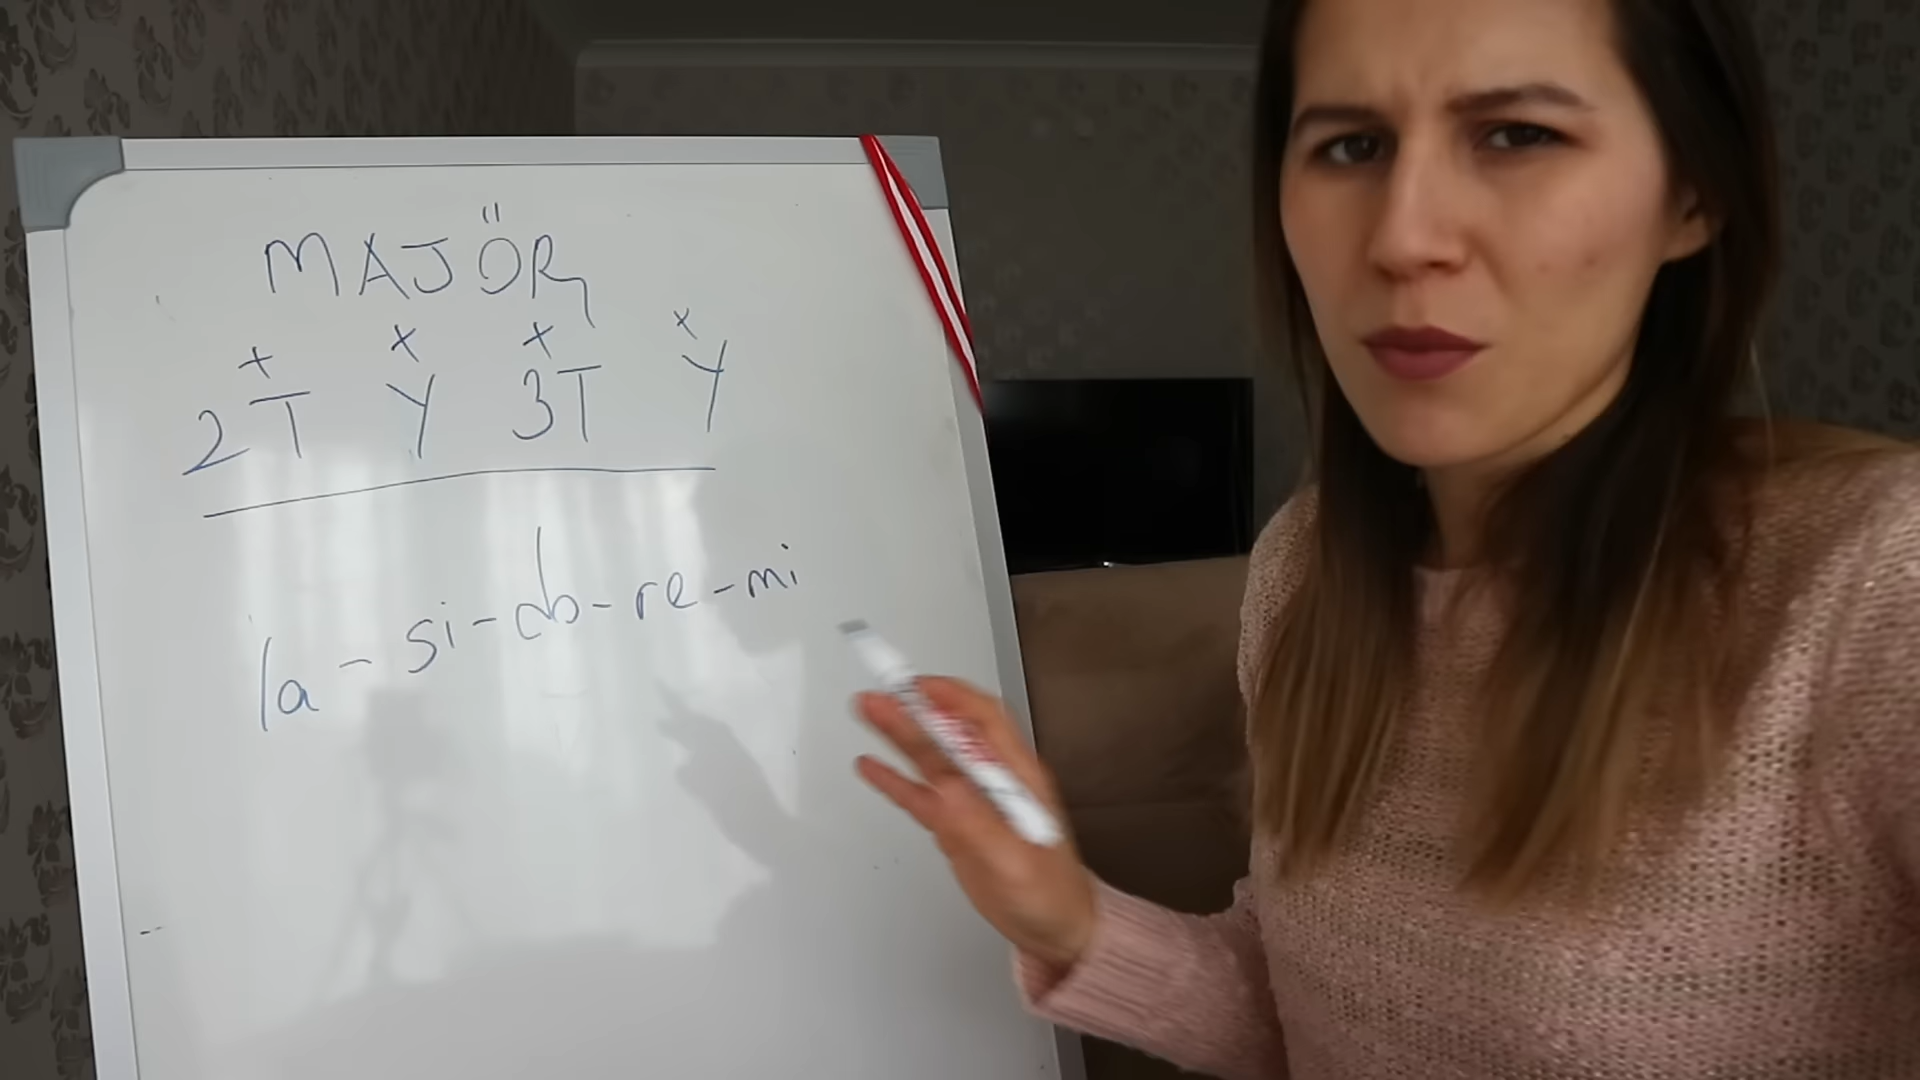 MAJÖR
+ x + x
2T Y 3T Y
la - si - do - re - mi